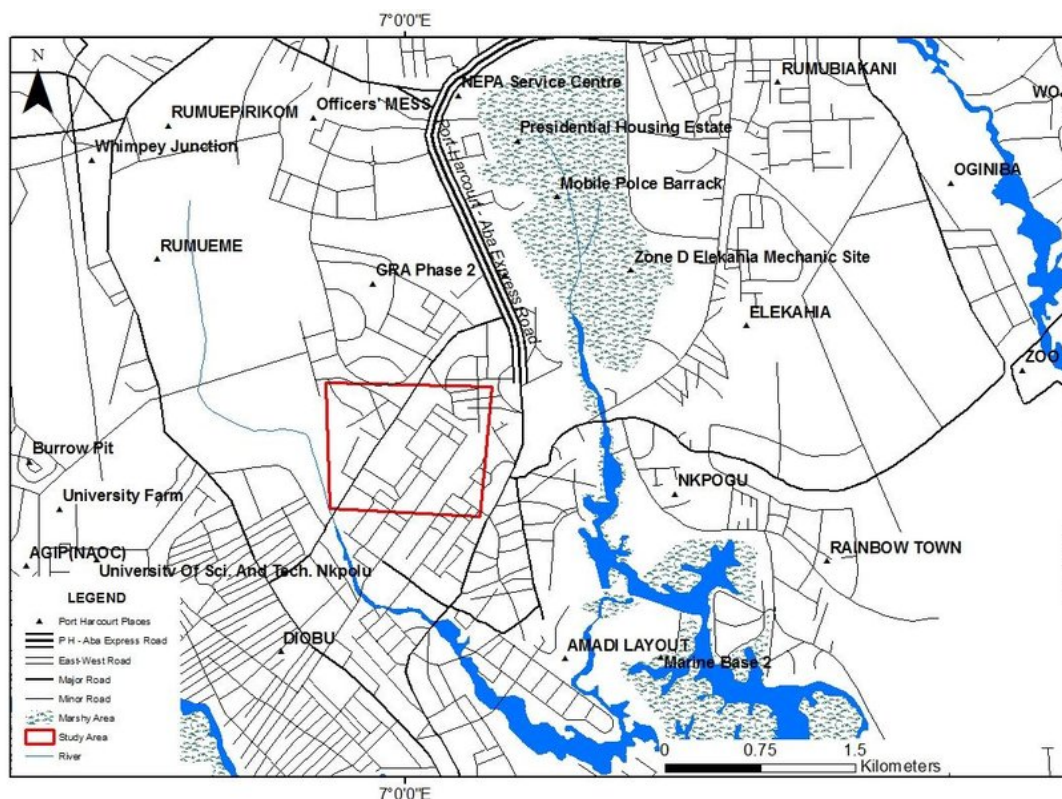 7°0'0"E
N
NEPA Service Centre
RUMUBIAKANI
WO
RUMUEPIRIKOM
Officers' MESS
Port-Harcourt - Aba Express Road
Presidential Housing Estate
Whimpey Junction
Mobile Polce Barrack
OGINIBA
RUMUEME
GRA Phase 2
Zone D Elekahia Mechanic Site
ELEKAHIA
ZOO
Burrow Pit
University Farm
NKPOGU
AGIP(NAOC)
University Of Sci. And Tech. Nkpolu
RAINBOW TOWN
DIOBU
AMADI LAYOUT
Marine Base 2
LEGEND
Port Harcourt Places
P H - Aba Express Road
East-West Road
Major Road
Minor Road
Marshy Area
Study Area
River
0 0.75 1.5
Kilometers
7°0'0"E